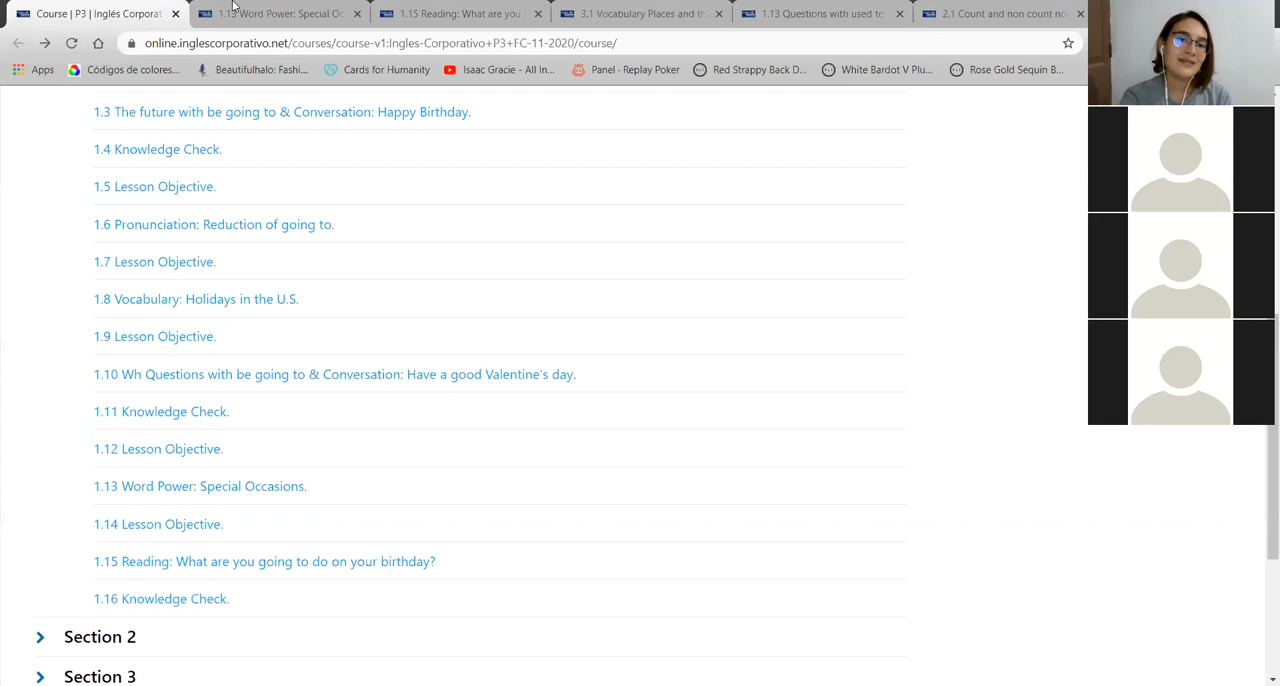 Course | P3 | Inglés Corporat
1.13 Word Power: Special Oc
1.15 Reading: What are you
3.1 Vocabulary Places and th
1.13 Questions with used to
2.1 Count and non count no
online.inglescorporativo.net/courses/course-v1:Ingles-Corporativo+P3+FC-11-2020/course/
Apps
Códigos de colores...
Beautifulhalo: Fashi...
Cards for Humanity
Isaac Gracie - All In...
Panel · Replay Poker
Red Strappy Back D...
White Bardot V Plu...
Rose Gold Sequin B...
1.3 The future with be going to & Conversation: Happy Birthday.
1.4 Knowledge Check.
1.5 Lesson Objective.
1.6 Pronunciation: Reduction of going to.
1.7 Lesson Objective.
1.8 Vocabulary: Holidays in the U.S.
1.9 Lesson Objective.
1.10 Wh Questions with be going to & Conversation: Have a good Valentine's day.
1.11 Knowledge Check.
1.12 Lesson Objective.
1.13 Word Power: Special Occasions.
1.14 Lesson Objective.
1.15 Reading: What are you going to do on your birthday?
1.16 Knowledge Check.
Section 2
Section 3